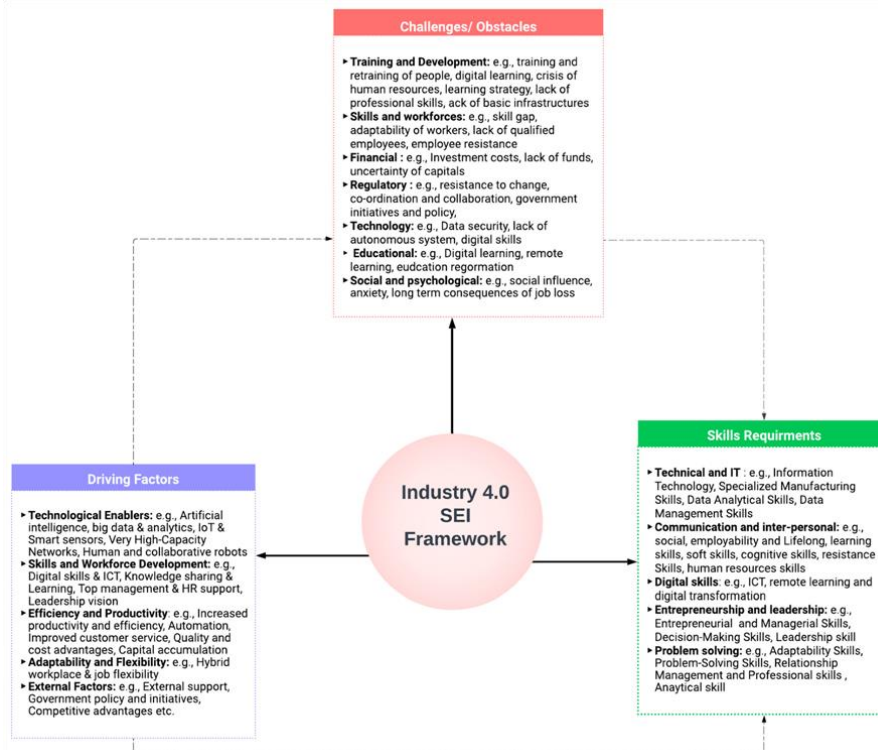 Challenges/ Obstacles
‣ Training and Development: e.g., training and
retraining of people, digital learning, crisis of
human resources, learning strategy, lack of
professional skills, ack of basic infrastructures
‣ Skills and workforces: e.g., skill gap,
adaptability of workers, lack of qualified
employees, employee resistance
‣ Financial : e.g., Investment costs, lack of funds,
uncertainty of capitals
‣ Regulatory : e.g., resistance to change,
co-ordination and collaboration, government
initiatives and policy,
‣ Technology: e.g., Data security, lack of
autonomous system, digital skills
‣ Educational: e.g., Digital learning, remote
learning, eudcation regormation
‣ Social and psychological: e.g., social influence,
anxiety, long term consequences of job loss
Driving Factors
‣ Technological Enablers: e.g., Artificial
intelligence, big data & analytics, IoT &
Smart sensors, Very High-Capacity
Networks, Human and collaborative robots
‣ Skills and Workforce Development: e.g.,
Digital skills & ICT, Knowledge sharing &
Learning, Top management & HR support,
Leadership vision
‣ Efficiency and Productivity: e.g., Increased
productivity and efficiency, Automation,
Improved customer service, Quality and
cost advantages, Capital accumulation
‣ Adaptability and Flexibility: e.g., Hybrid
workplace & job flexibility
‣ External Factors: e.g., External support,
Government policy and initiatives,
Competitive advantages etc.
Industry 4.0
SEI
Framework
Skills Requirments
‣ Technical and IT : e.g., Information
Technology, Specialized Manufacturing
Skills, Data Analytical Skills, Data
Management Skills
‣ Communication and inter-personal: e.g.,
social, employability and Lifelong, learning
skills, soft skills, cognitive skills, resistance
Skills, human resources skills
‣ Digital skills: e.g., ICT, remote learning and
digital transformation
‣ Entrepreneurship and leadership: e.g.,
Entrepreneurial and Managerial Skills,
Decision-Making Skills, Leadership skill
‣ Problem solving: e.g., Adaptability Skills,
Problem-Solving Skills, Relationship
Management and Professional skills ,
, Anaytical skill